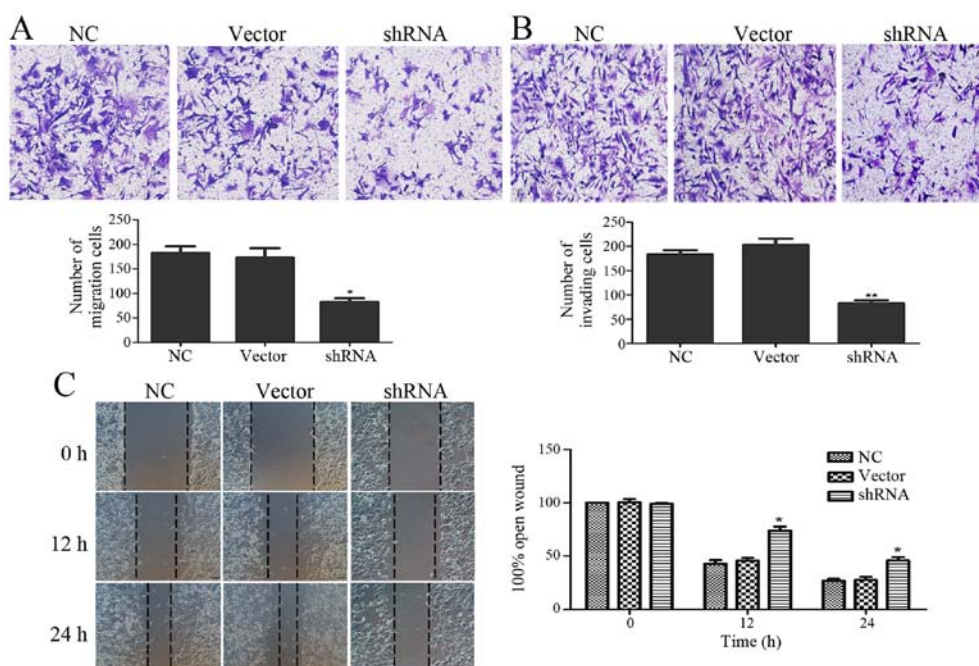 A
NC Vector shRNA
B
NC Vector shRNA
250
200
150
100
50
0
Number of
migration cells
*
NC Vector shRNA
250
200
150
100
50
0
Number of
invading cells
**
NC Vector shRNA
C
NC Vector shRNA
0 h
12 h
24 h
150
100
50
0
100% open wound
NC
Vector
shRNA
*
*
0 12 24
Time (h)